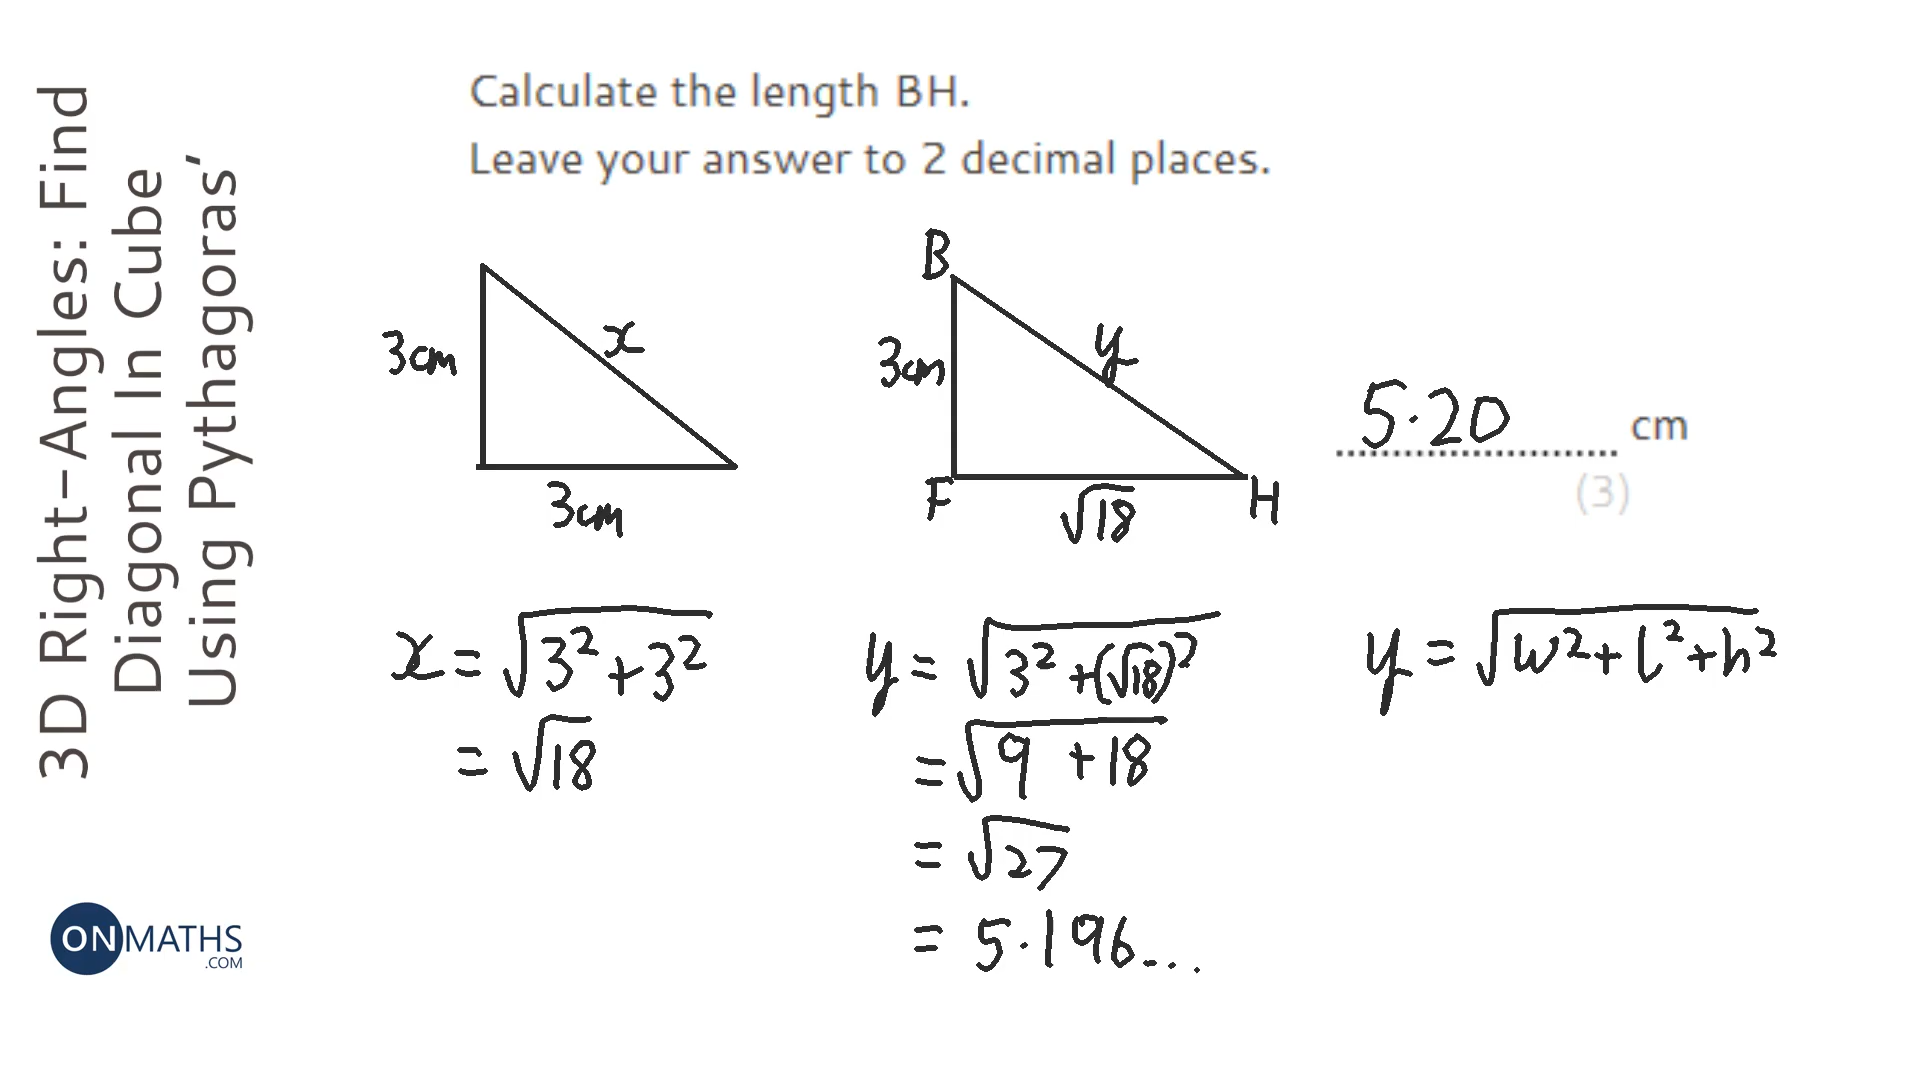 3D Right-Angles: Find
Diagonal In Cube
Using Pythagoras'
Calculate the length BH.
Leave your answer to 2 decimal places.
3cm
x
3cm
B
3cm
y
F
√18
H
5.20 cm
(3)
x = √(3²+3²)
= √18
y = √(3²+(√18)²)
= √(9 +18)
= √27
= 5.196...
y = √(w²+l²+h²)
ONMATHS
.COM